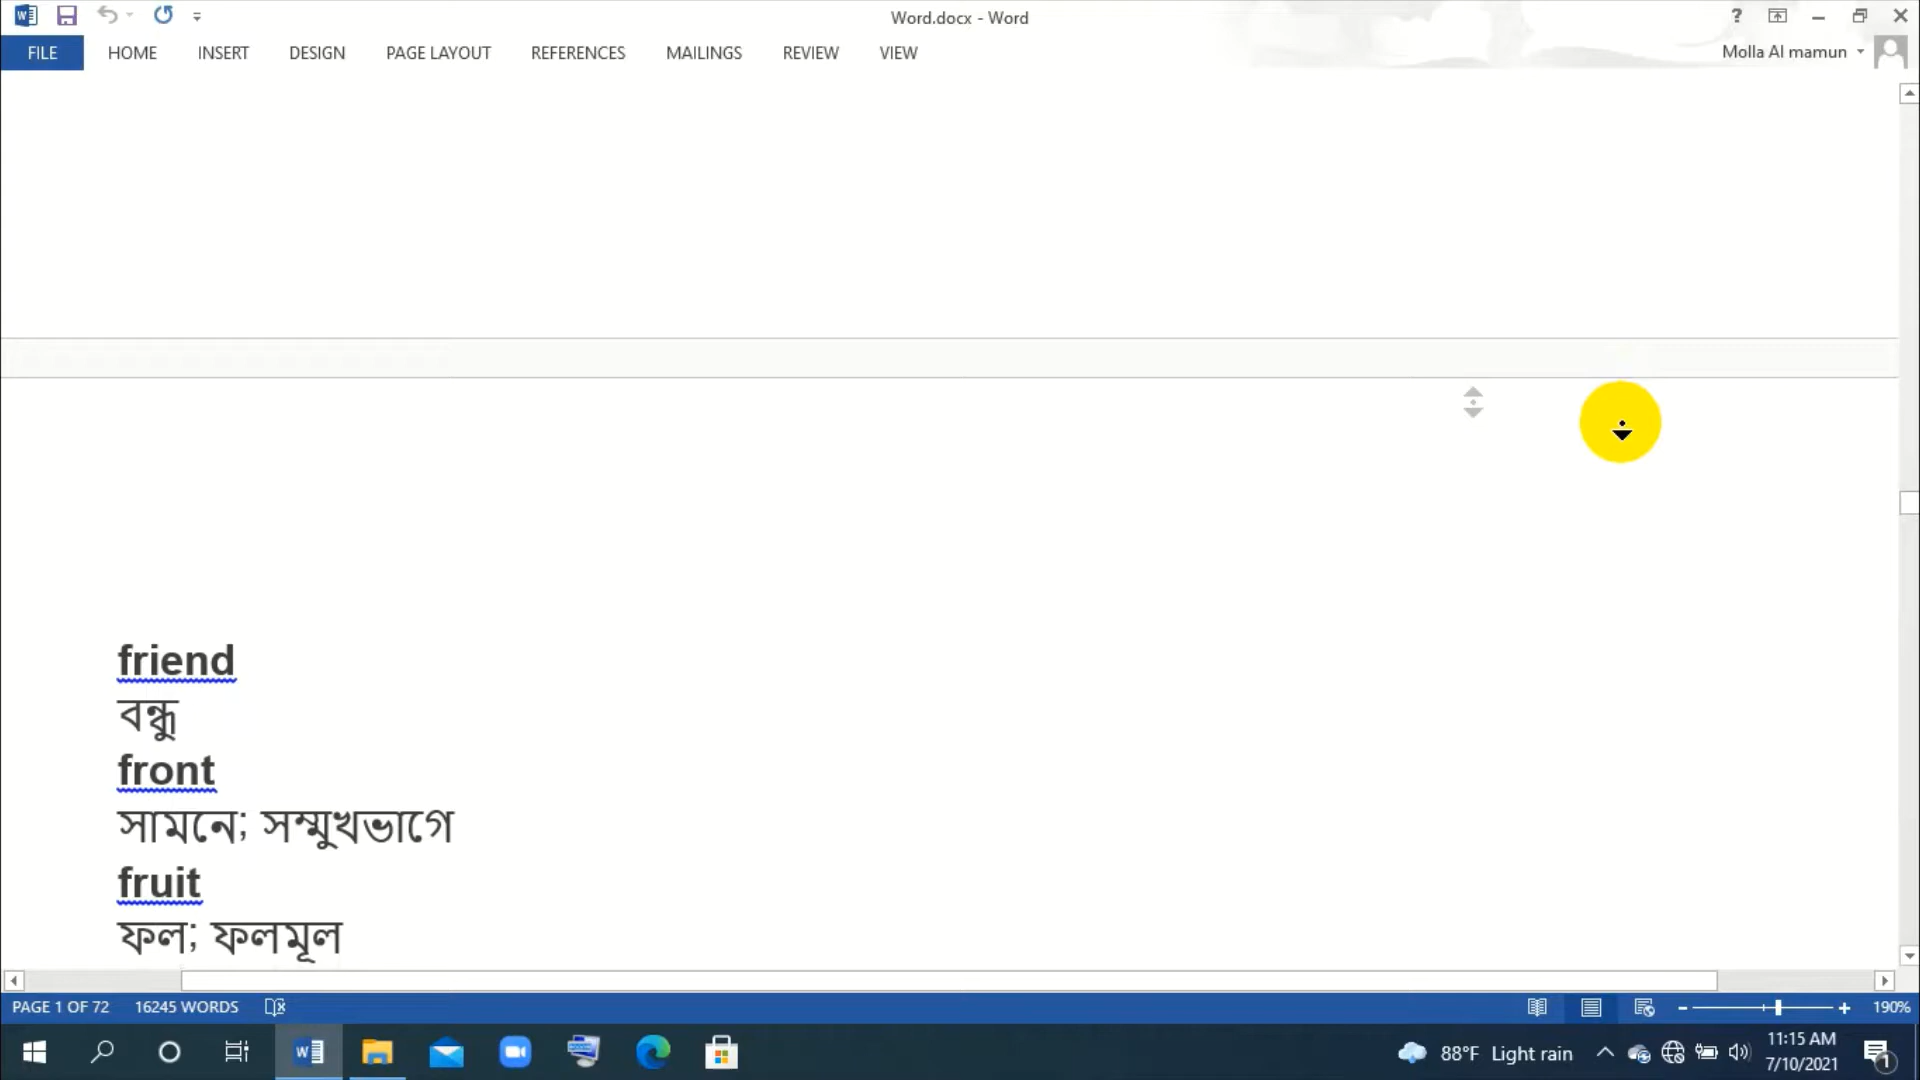 Word.docx - Word
?
FILE HOME INSERT DESIGN PAGE LAYOUT REFERENCES MAILINGS REVIEW VIEW
Molla Al mamun
friend
বন্ধু
front
সামনে; সম্মুখভাগে
fruit
ফল; ফলমূল
PAGE 1 OF 72 16245 WORDS
190%
88°F Light rain
11:15 AM
7/10/2021
1